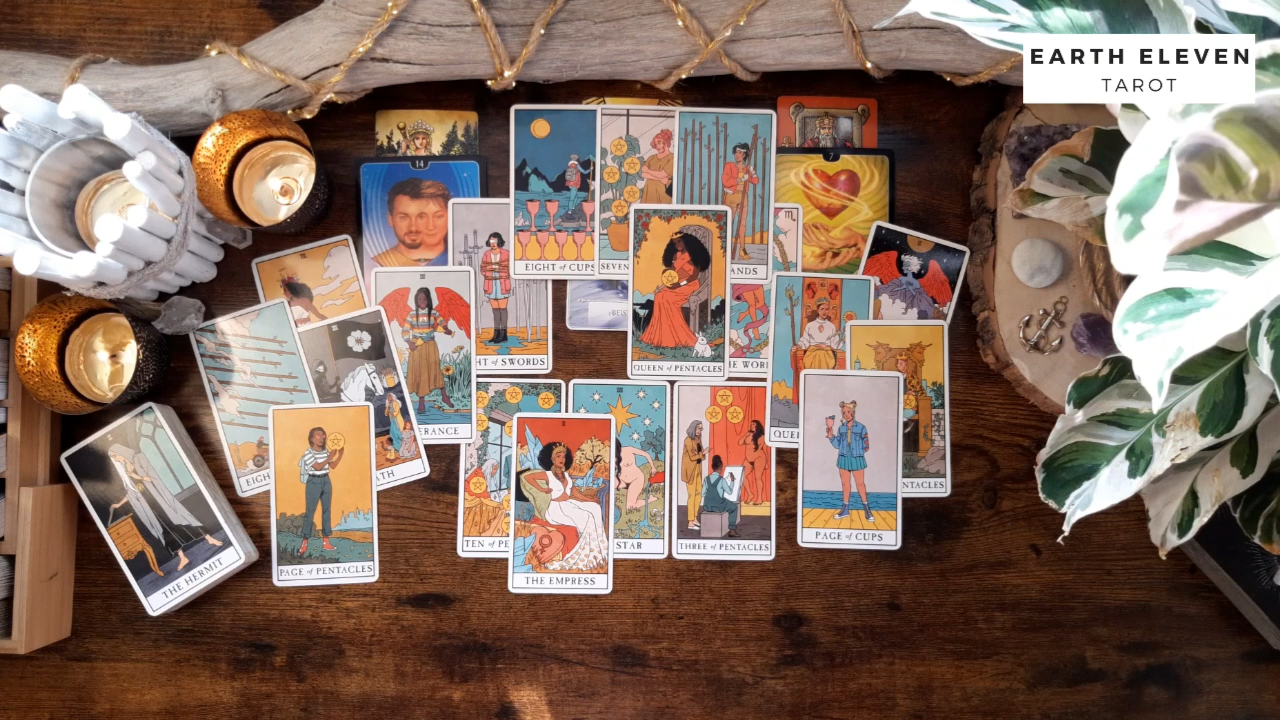 EARTH ELEVEN
TAROT
14
7
EIGHT of CUPS
SEVEN
ANDS
HT of SWORDS
QUEEN of PENTACLES
THE WOR
ERANCE
QUE
NTACLES
EIGH
ATH
PAGE of PENTACLES
TEN of PE
STAR
THREE of PENTACLES
PAGE of CUPS
THE EMPRESS
THE HERMIT